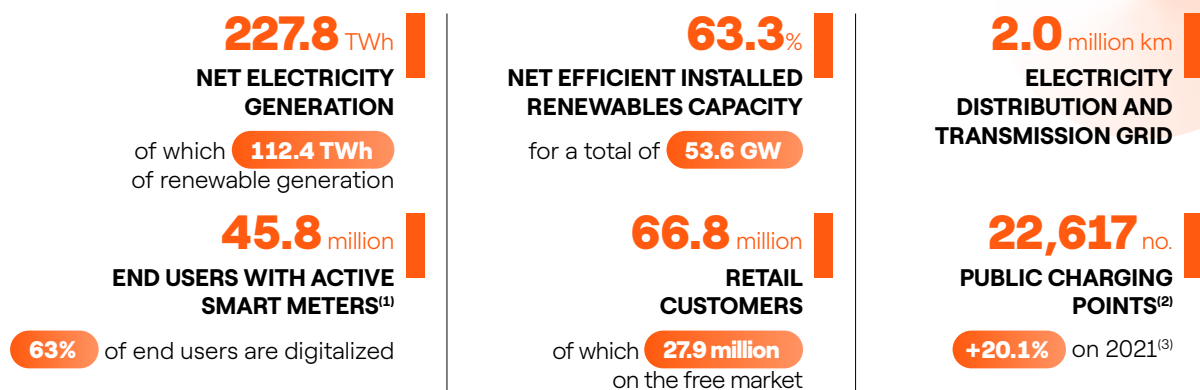 227.8 TWh
NET ELECTRICITY
GENERATION
of which 112.4 TWh
of renewable generation
63.3%
NET EFFICIENT INSTALLED
RENEWABLES CAPACITY
for a total of 53.6 GW
2.0 million km
ELECTRICITY
DISTRIBUTION AND
TRANSMISSION GRID
45.8 million
END USERS WITH ACTIVE
SMART METERS(1)
63% of end users are digitalized
66.8 million
RETAIL
CUSTOMERS
of which 27.9 million
on the free market
22,617 no.
PUBLIC CHARGING
POINTS(2)
+20.1% on 2021(3)